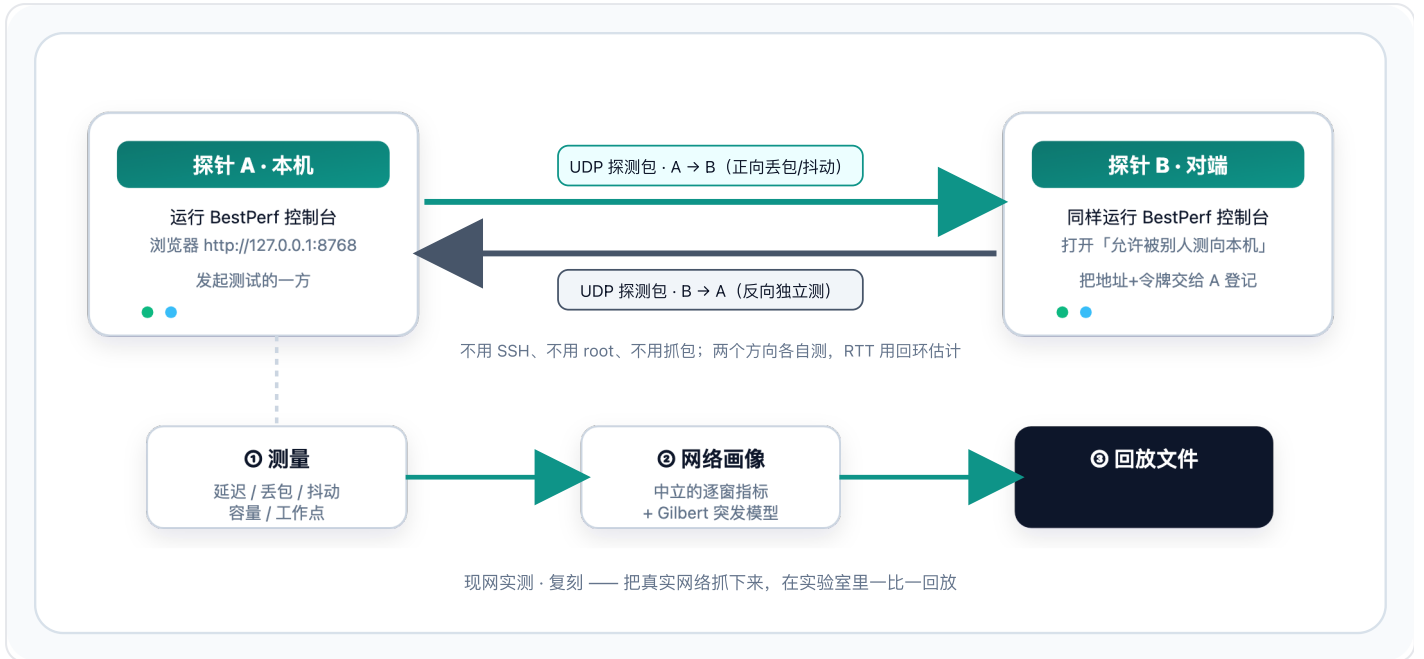 探针 A · 本机
运行 BestPerf 控制台
浏览器 http://127.0.0.1:8768
发起测试的一方
UDP 探测包 · A → B（正向丢包/抖动）
UDP 探测包 · B → A（反向独立测）
不用 SSH、不用 root、不用抓包；两个方向各自测，RTT 用回环估计
探针 B · 对端
同样运行 BestPerf 控制台
打开「允许被别人测向本机」
把地址+令牌交给 A 登记
① 测量
延迟 / 丢包 / 抖动
容量 / 工作点
② 网络画像
中立的逐窗指标
+ Gilbert 突发模型
③ 回放文件
现网实测 · 复刻 —— 把真实网络抓下来，在实验室里一比一回放